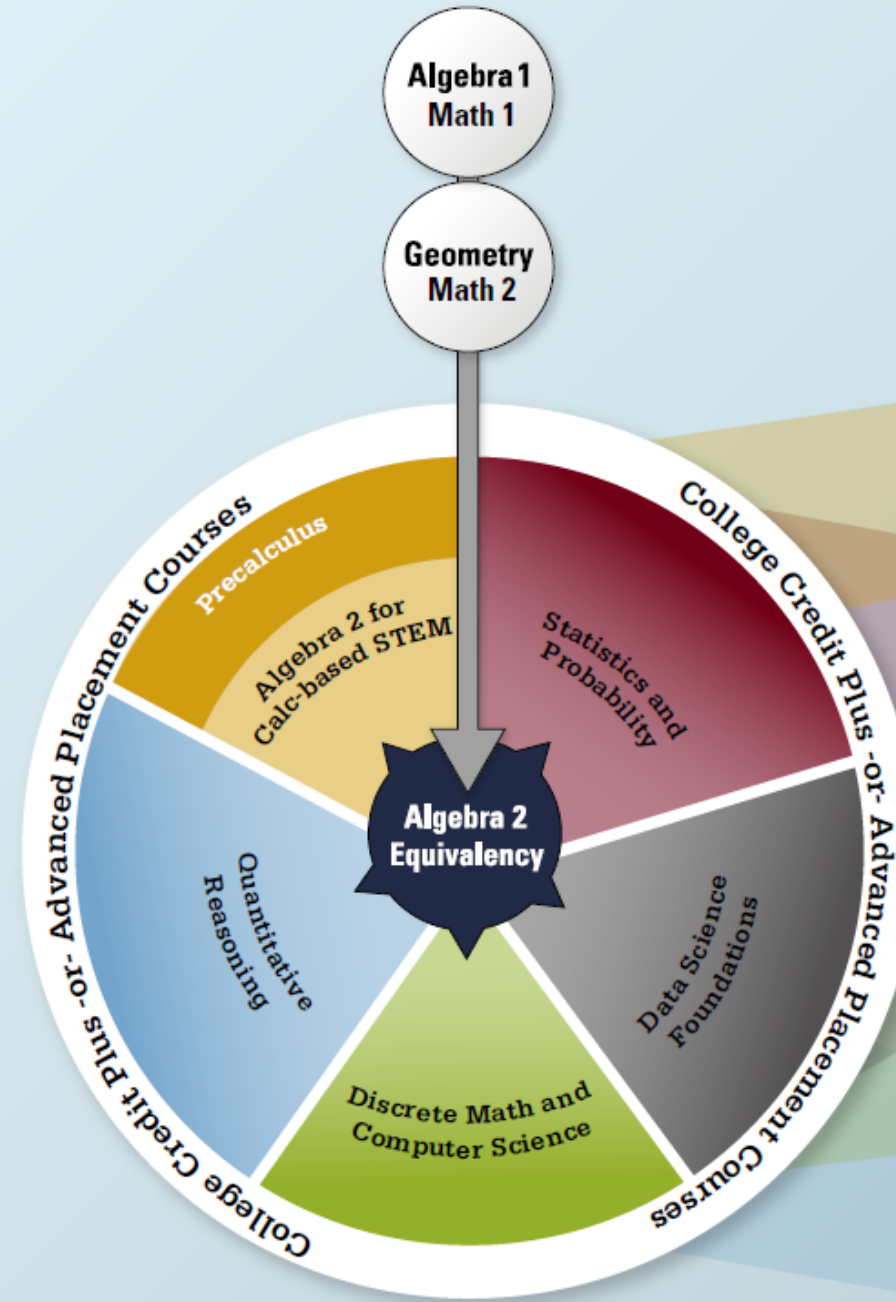 Algebra 1
Math 1
Geometry
Math 2
College Credit Plus -or- Advanced Placement Courses
College Credit Plus -or- Advanced Placement Courses
Precalculus
Algebra 2 for
Calc-based STEM
Statistics and
Probability
Algebra 2
Equivalency
Quantitative
Reasoning
Data Science
Foundations
Discrete Math and
Computer Science